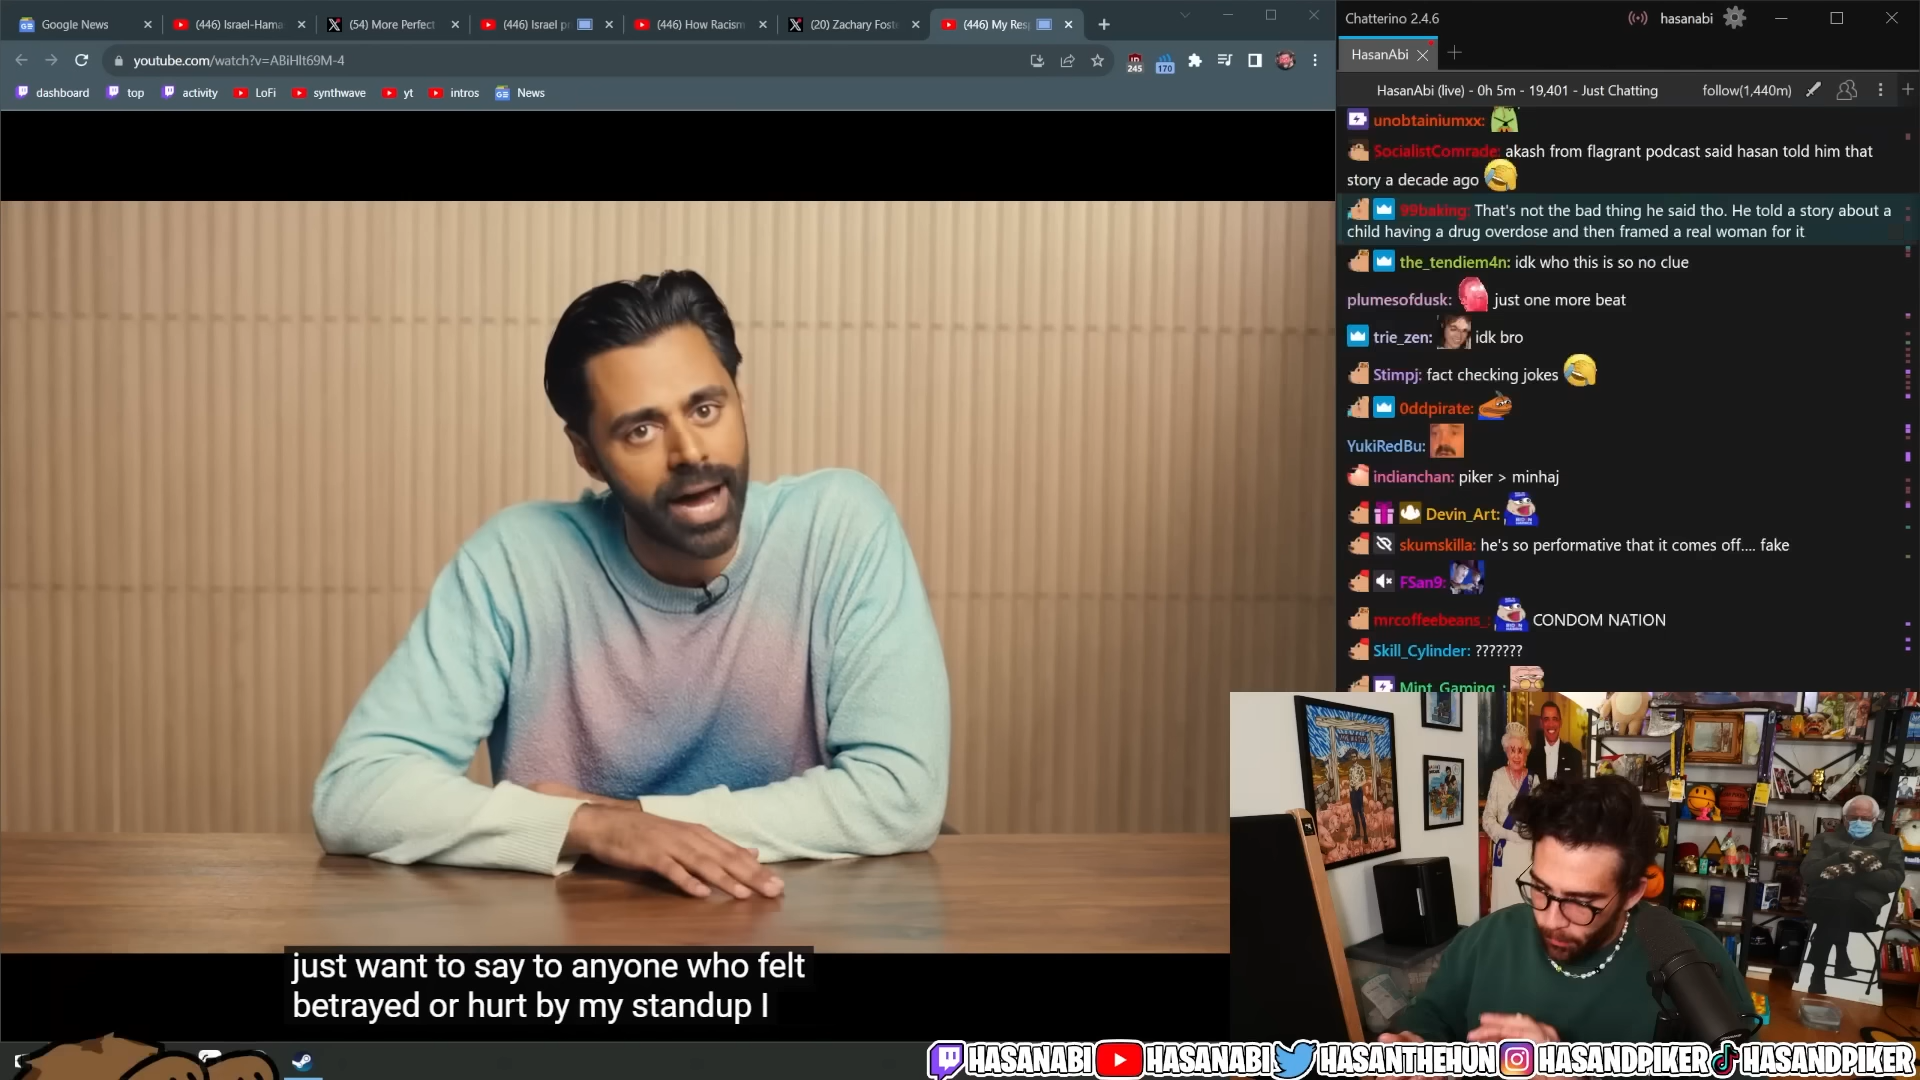 Google News
(446) Israel-Hama
(54) More Perfect
(446) Israel p
(446) How Racism
(20) Zachary Fost
(446) My Res
youtube.com/watch?v=ABiHlt69M-4
245
170
dashboard
top
activity
LoFi
synthwave
yt
intros
News
just want to say to anyone who felt
betrayed or hurt by my standup I
Chatterino 2.4.6
hasanabi
HasanAbi
HasanAbi (live) - 0h 5m - 19,401 - Just Chatting
follow(1,440m)
unobtainiumxx:
SocialistComrade: akash from flagrant podcast said hasan told him that
story a decade ago
99baking: That's not the bad thing he said tho. He told a story about a
child having a drug overdose and then framed a real woman for it
the_tendiem4n: idk who this is so no clue
plumesofdusk: just one more beat
trie_zen: idk bro
Stimpj: fact checking jokes
0ddpirate:
YukiRedBu:
indianchan: piker > minhaj
Devin_Art:
skumskilla: he's so performative that it comes off.... fake
FSan9:
mrcoffeebeans_: CONDOM NATION
Skill_Cylinder: ???????
Mint_Gaming_:
HASANABI
HASANABI
HASANTHEHUN
HASANDPIKER
HASANDPIKER